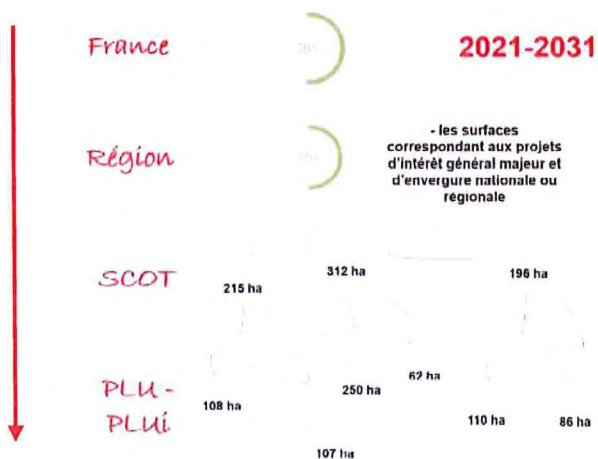 France
2021-2031
Région
- les surfaces
correspondant aux projets
d'intérêt général majeur et
d'envergure nationale ou
régionale
SCOT
215 ha
312 ha
196 ha
PLU -
PLUi
108 ha
250 ha
62 ha
110 ha
86 ha
107 ha